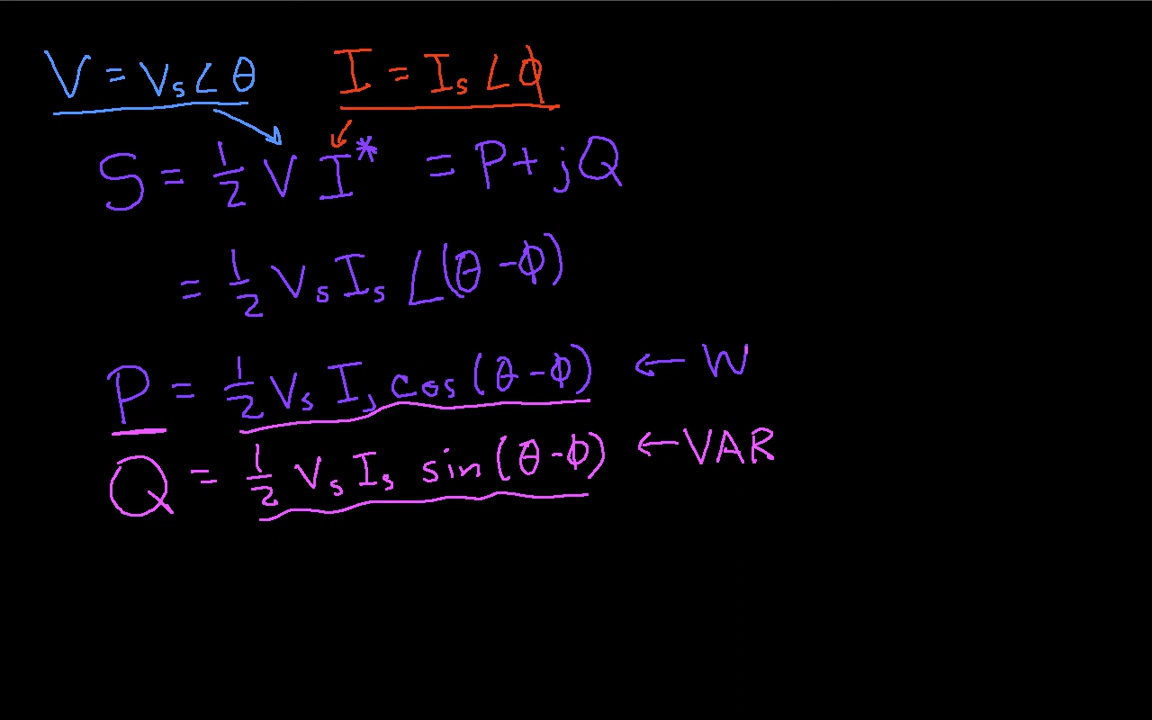 V = Vs∠θ I = Is∠ϕ
S = 1/2 V I* = P + jQ
= 1/2 Vs Is ∠(θ - ϕ)
P = 1/2 Vs Is cos(θ - ϕ) ← W
Q = 1/2 Vs Is sin(θ - ϕ) ← VAR